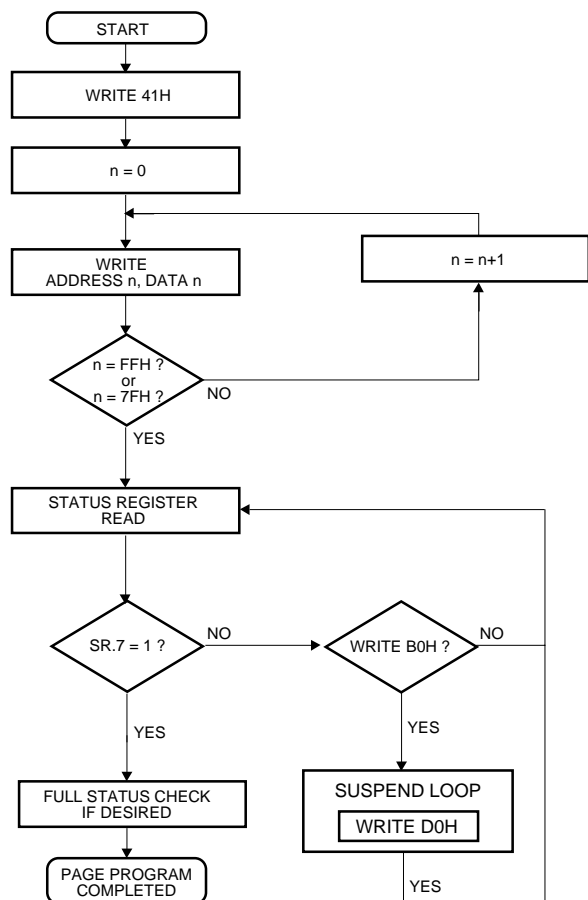 START
WRITE 41H
n = 0
WRITE
ADDRESS n, DATA n
n = n+1
n = FFH ?
or
n = 7FH ?
NO
YES
STATUS REGISTER
READ
SR.7 = 1 ?
NO
WRITE B0H ?
NO
YES
YES
FULL STATUS CHECK
IF DESIRED
SUSPEND LOOP
WRITE D0H
YES
PAGE PROGRAM
COMPLETED